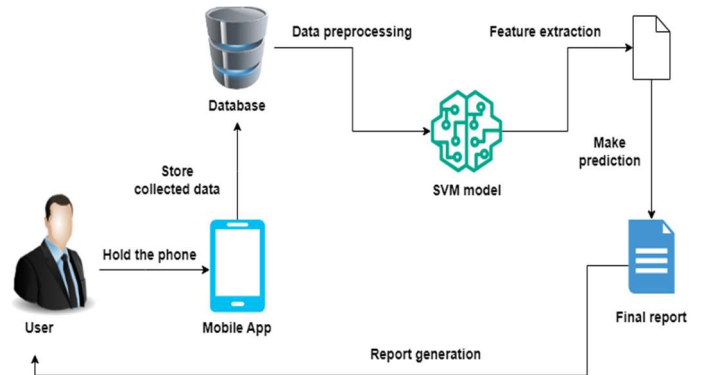 Data preprocessing
Feature extraction
Database
Make
prediction
SVM model
Store
collected data
Hold the phone
User
Mobile App
Final report
Report generation